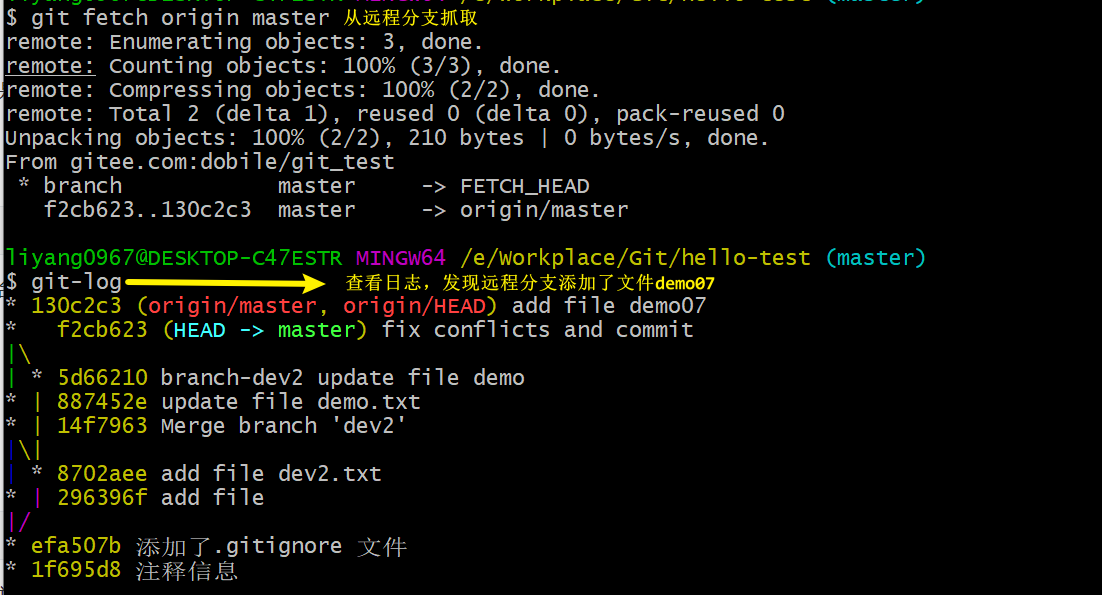 $ git fetch origin master 从远程分支抓取
remote: Enumerating objects: 3, done.
remote: Counting objects: 100% (3/3), done.
remote: Compressing objects: 100% (2/2), done.
remote: Total 2 (delta 1), reused 0 (delta 0), pack-reused 0
Unpacking objects: 100% (2/2), 210 bytes | 0 bytes/s, done.
From gitee.com:dobile/git_test
 * branch            master     -> FETCH_HEAD
   f2cb623..130c2c3  master     -> origin/master
liyang0967@DESKTOP-C47ESTR MINGW64 /e/Workplace/Git/hello-test (master)
$ git-log 查看日志，发现远程分支添加了文件demo07
* 130c2c3 (origin/master, origin/HEAD) add file demo07
*   f2cb623 (HEAD -> master) fix conflicts and commit
|\
| * 5d66210 branch-dev2 update file demo
* | 887452e update file demo.txt
* | 14f7963 Merge branch 'dev2'
|\|
| * 8702aee add file dev2.txt
* | 296396f add file
|/
* efa507b 添加了.gitignore 文件
* 1f695d8 注释信息